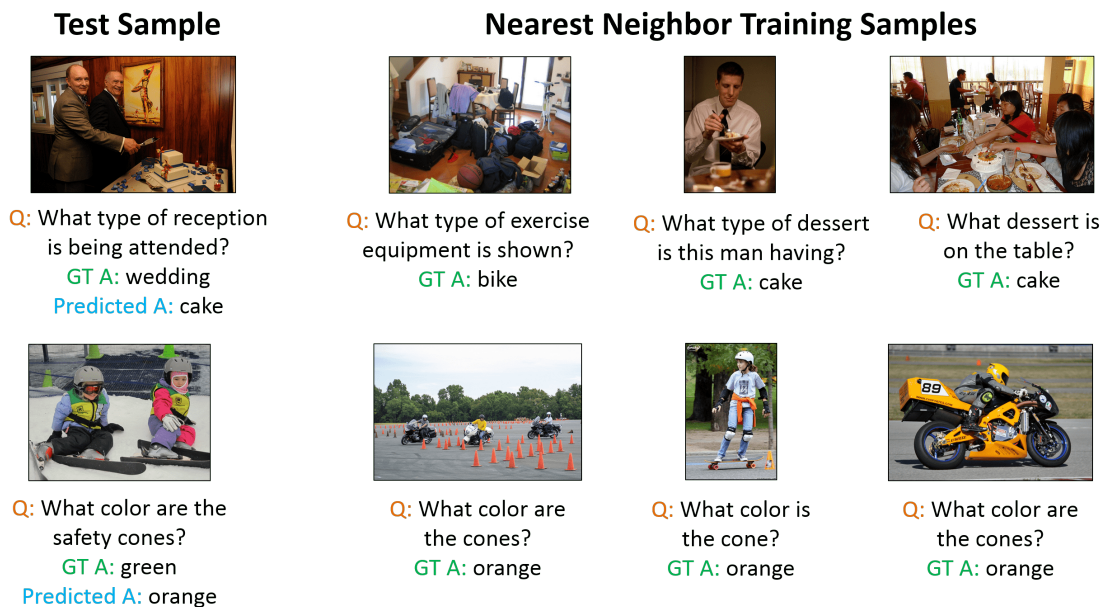 Test Sample
Nearest Neighbor Training Samples
Q: What type of reception
is being attended?
GT A: wedding
Predicted A: cake
Q: What type of exercise
equipment is shown?
GT A: bike
Q: What type of dessert
is this man having?
GT A: cake
Q: What dessert is
on the table?
GT A: cake
89
Q: What color are the
safety cones?
GT A: green
Predicted A: orange
Q: What color are
the cones?
GT A: orange
Q: What color is
the cone?
GT A: orange
Q: What color are
the cones?
GT A: orange